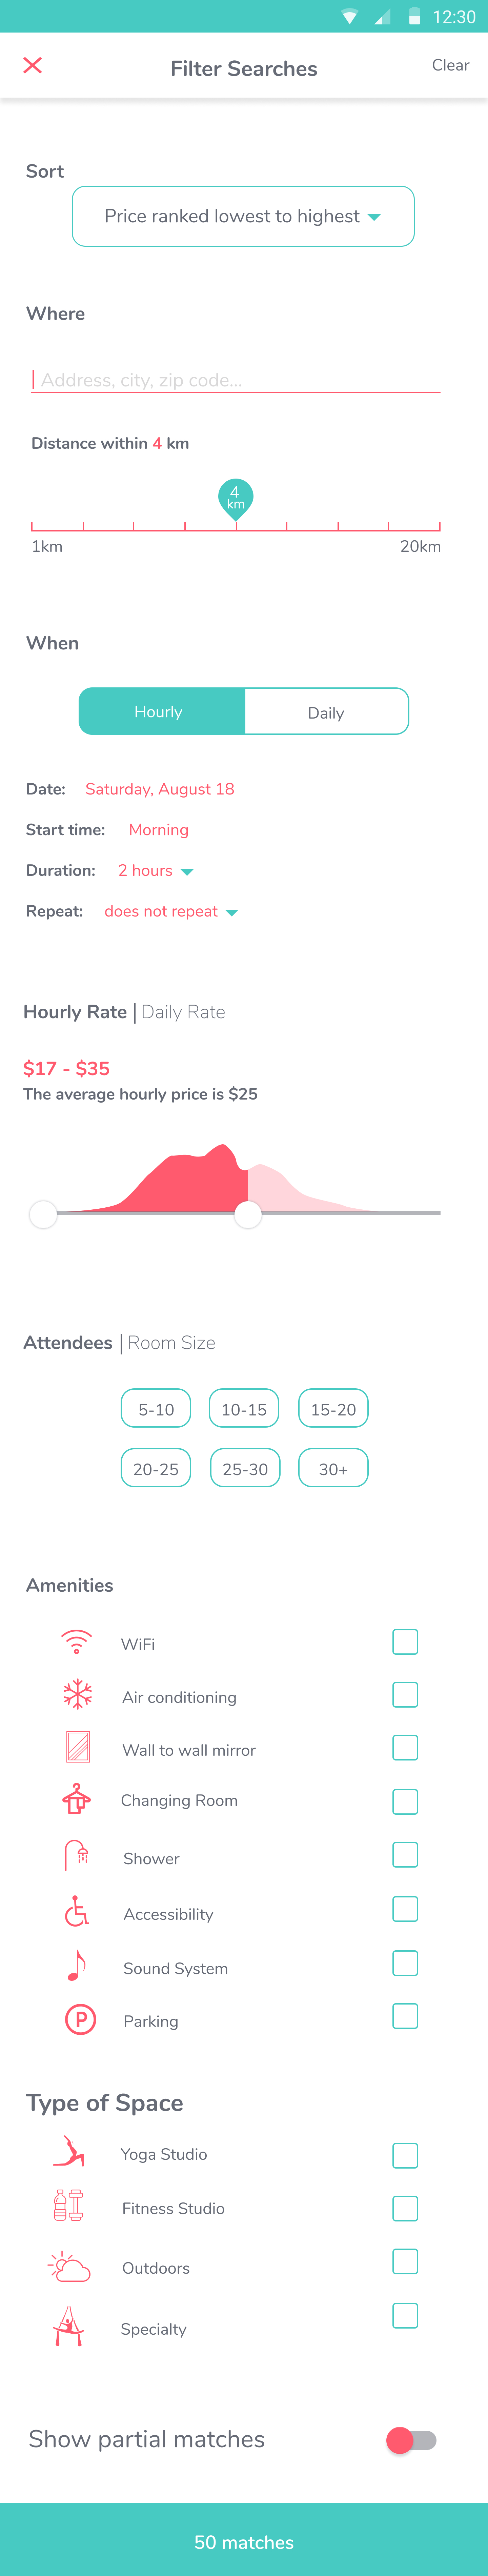 12:30
Filter Searches
Clear
Sort
Price ranked lowest to highest
Where
Address, city, zip code...
Distance within 4 km
4
km
1km
20km
When
Hourly
Daily
Date: Saturday, August 18
Start time: Morning
Duration: 2 hours
Repeat: does not repeat
Hourly Rate | Daily Rate
$17 - $35
The average hourly price is $25
Attendees | Room Size
5-10
10-15
15-20
20-25
25-30
30+
Amenities
WiFi
Air conditioning
Wall to wall mirror
Changing Room
Shower
Accessibility
Sound System
P
Parking
Type of Space
Yoga Studio
Fitness Studio
Outdoors
Specialty
Show partial matches
50 matches